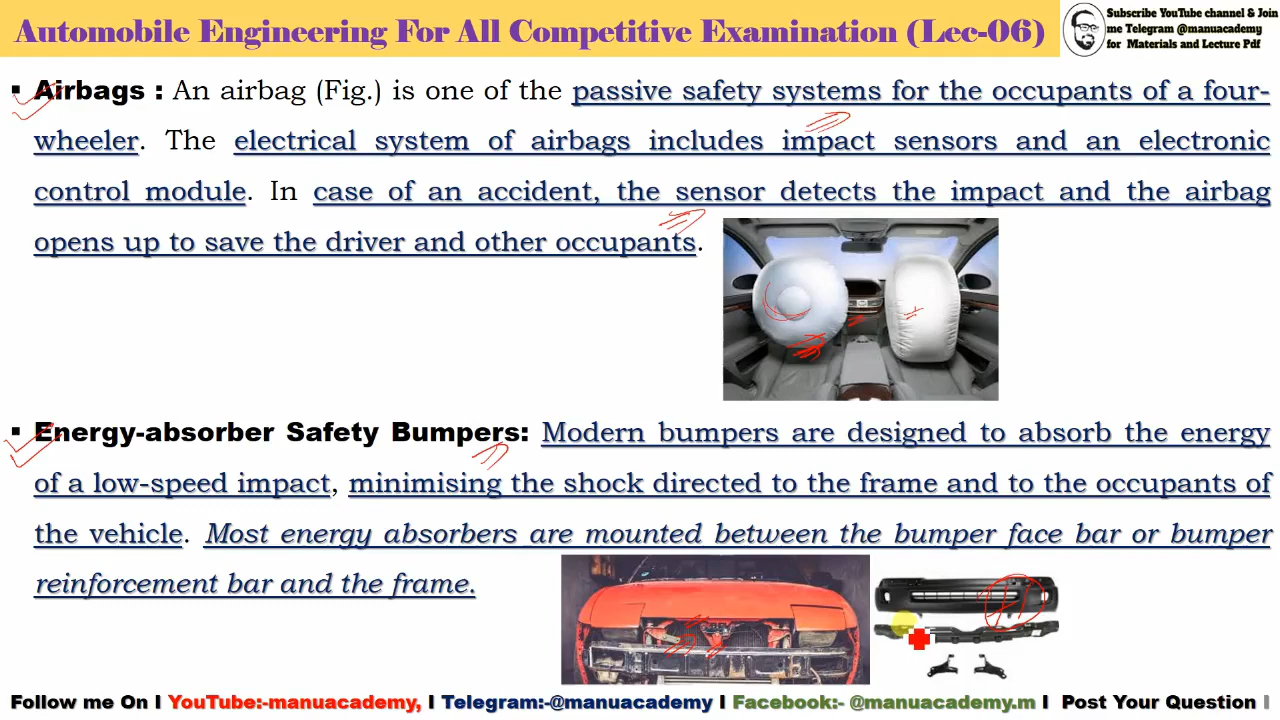 Automobile Engineering For All Competitive Examination (Lec-06)
Subscribe YouTube channel & Join
me Telegram @manuacademy
for Materials and Lecture Pdf
▪ Airbags : An airbag (Fig.) is one of the passive safety systems for the occupants of a four-
wheeler. The electrical system of airbags includes impact sensors and an electronic
control module. In case of an accident, the sensor detects the impact and the airbag
opens up to save the driver and other occupants.
▪ Energy-absorber Safety Bumpers: Modern bumpers are designed to absorb the energy
of a low-speed impact, minimising the shock directed to the frame and to the occupants of
the vehicle. Most energy absorbers are mounted between the bumper face bar or bumper
reinforcement bar and the frame.
Follow me On I YouTube:-manuacademy, I Telegram:-@manuacademy I Facebook:- @manuacademy.m I Post Your Question I